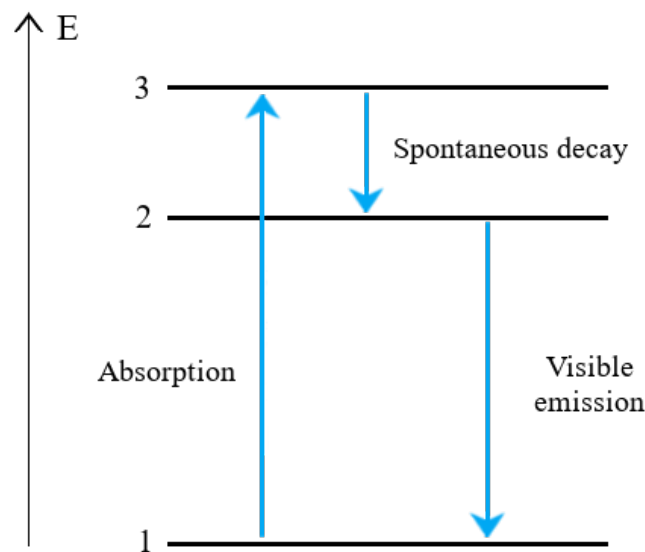 E
3
Spontaneous decay
2
Absorption
Visible
emission
1